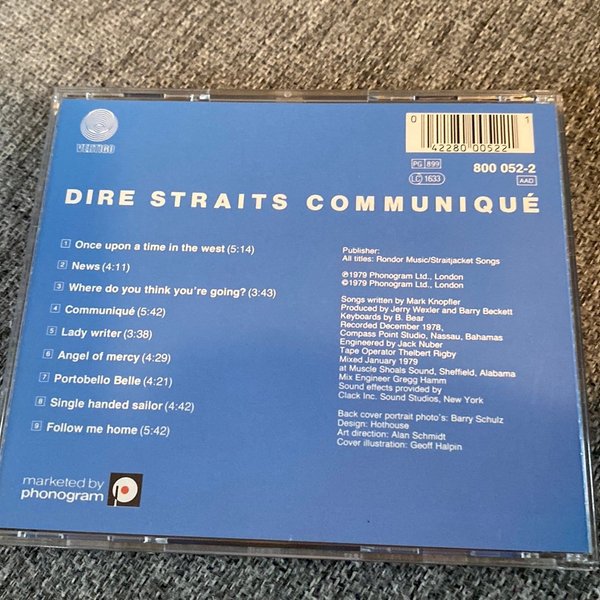 VERTIGO
0 1
42280 00522
PG 899
LC 1633
800 052-2
AAD
DIRE STRAITS COMMUNIQUÉ
1 Once upon a time in the west (5:14)
2 News (4:11)
3 Where do you think you're going? (3:43)
4 Communiqué (5:42)
5 Lady writer (3:38)
6 Angel of mercy (4:29)
7 Portobello Belle (4:21)
8 Single handed sailor (4:42)
9 Follow me home (5:42)
Publisher:
All titles: Rondor Music/Straitjacket Songs
℗1979 Phonogram Ltd., London
©1979 Phonogram Ltd., London
Songs written by Mark Knopfler
Produced by Jerry Wexler and Barry Beckett
Keyboards by B. Bear
Recorded December 1978,
Compass Point Studio, Nassau, Bahamas
Engineered by Jack Nuber
Tape Operator Thelbert Rigby
Mixed January 1979
at Muscle Shoals Sound, Sheffield, Alabama
Mix Engineer Gregg Hamm
Sound effects provided by
Clack Inc. Sound Studios, New York
Back cover portrait photo's: Barry Schulz
Design: Hothouse
Art direction: Alan Schmidt
Cover illustration: Geoff Halpin
marketed by
phonogram